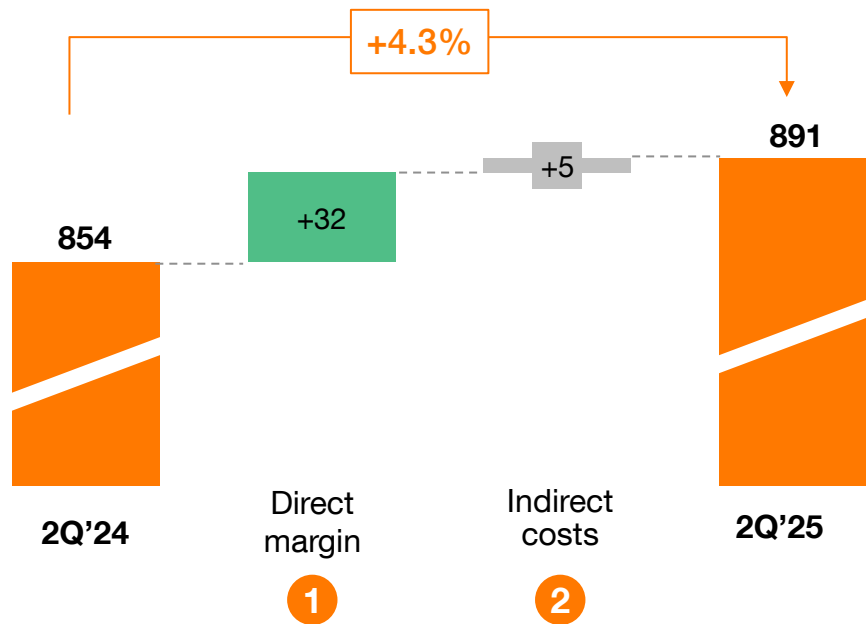 +4.3%
854
+32
+5
891
2Q’24
Direct
margin
1
Indirect
costs
2
2Q’25